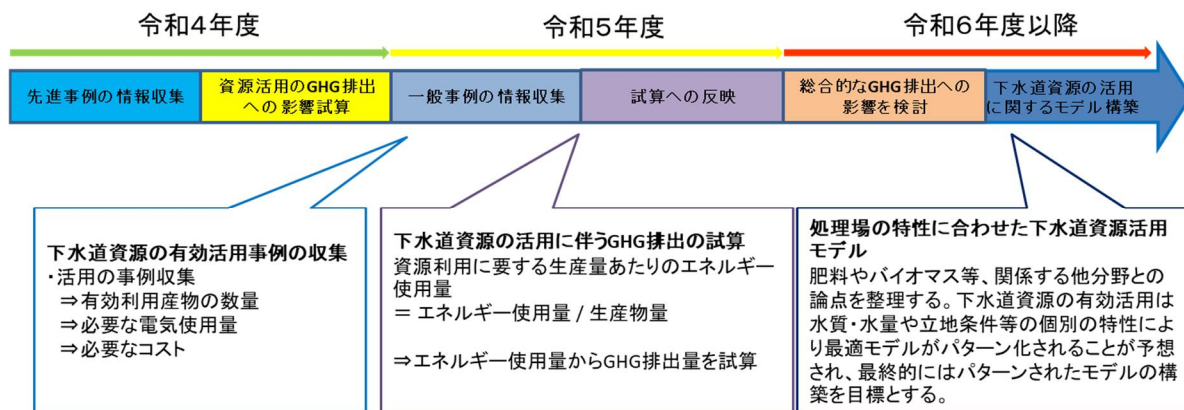 令和４年度
令和５年度
令和６年度以降
先進事例の情報収集
資源活用のGHG排出
への影響試算
一般事例の情報収集
試算への反映
総合的なGHG排出への
影響を検討
下水道資源の活用
に関するモデル構築
下水道資源の有効活用事例の収集
・活用の事例収集
⇒有効利用産物の数量
⇒必要な電気使用量
⇒必要なコスト
下水道資源の活用に伴うGHG排出の試算
資源利用に要する生産量あたりのエネルギー
使用量
＝ エネルギー使用量 / 生産物量
⇒エネルギー使用量からGHG排出量を試算
処理場の特性に合わせた下水道資源活用
モデル
肥料やバイオマス等、関係する他分野との
論点を整理する。下水道資源の有効活用は
水質・水量や立地条件等の個別の特性によ
り最適モデルがパターン化されることが予想
され、最終的にはパターンされたモデルの構
築を目標とする。